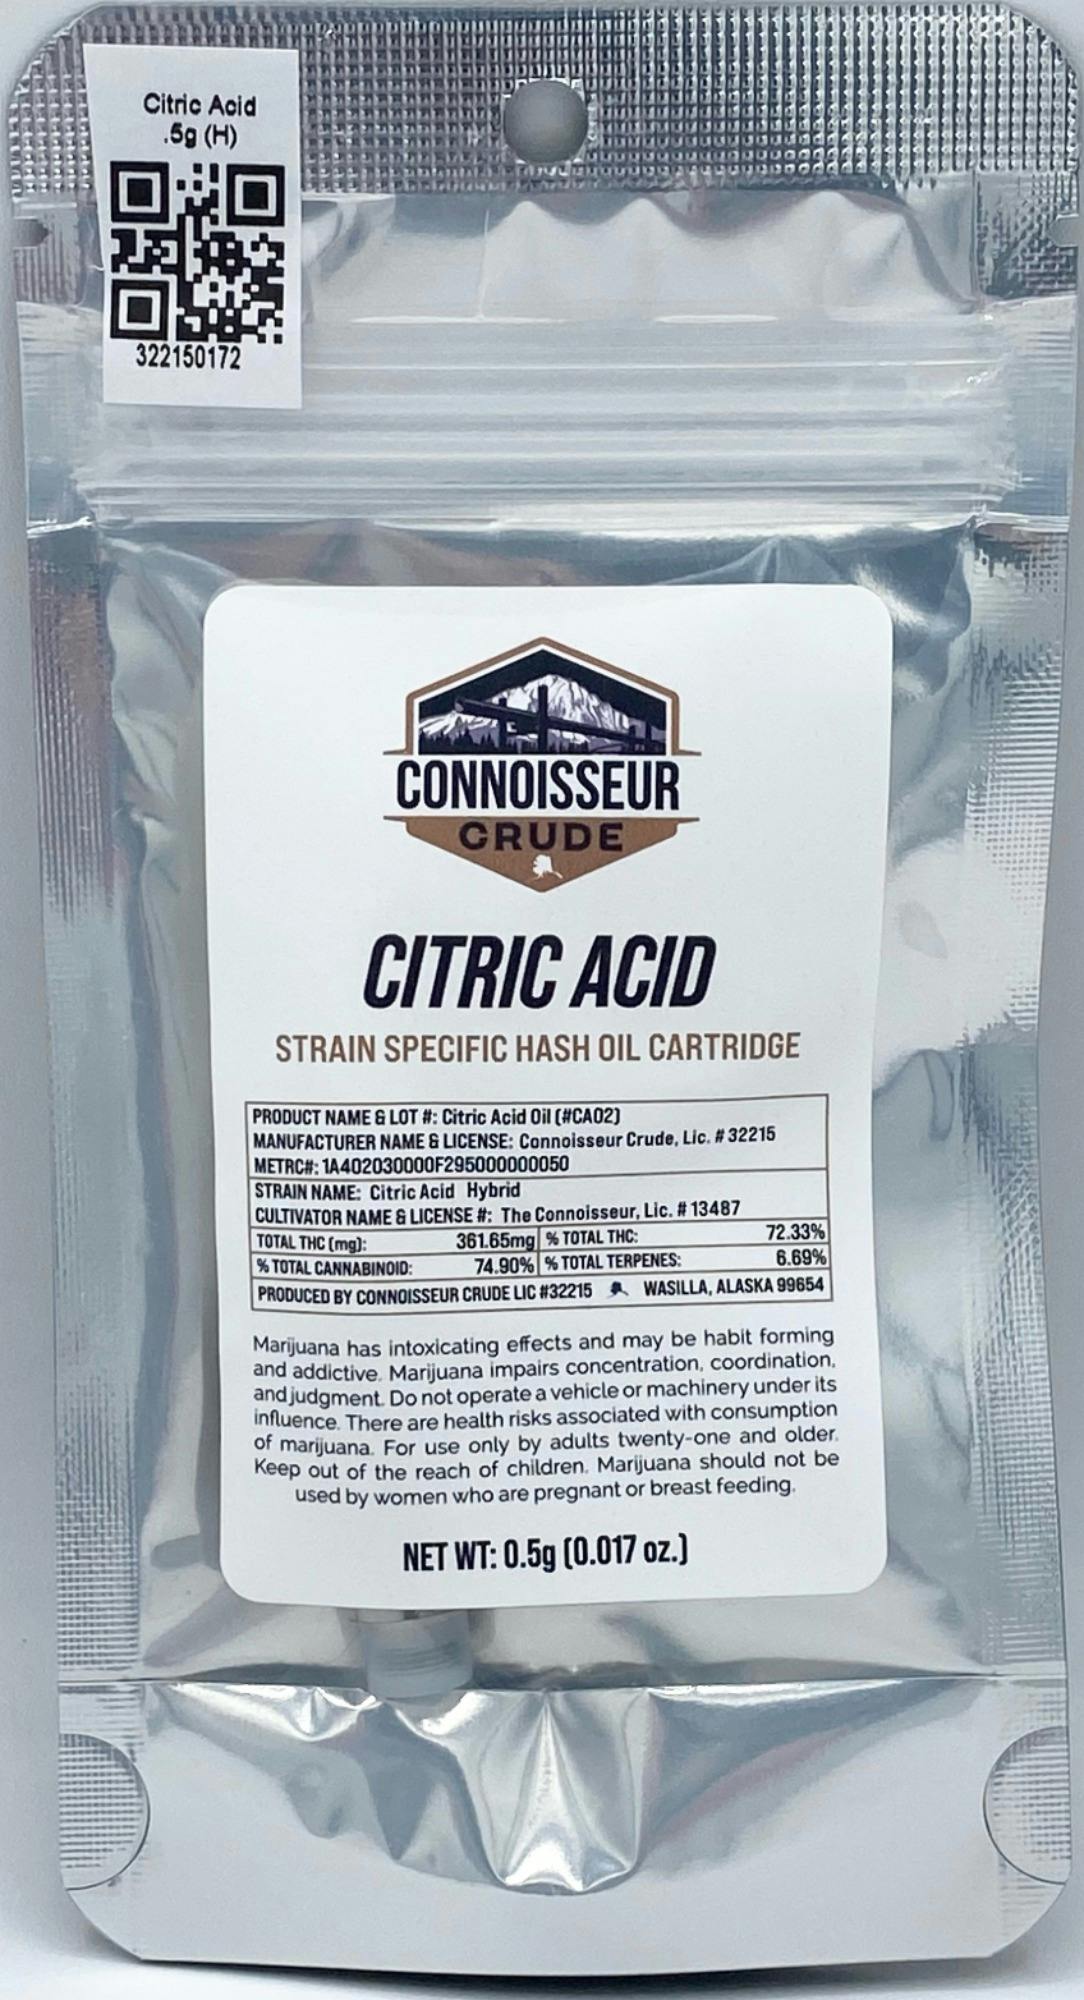 Citric Acid
.5g (H)
322150172
CONNOISSEUR
CRUDE
CITRIC ACID
STRAIN SPECIFIC HASH OIL CARTRIDGE
PRODUCT NAME & LOT #: Citric Acid Oil (#CA02)
MANUFACTURER NAME & LICENSE: Connoisseur Crude, Lic. # 32215
METRC#: 1A402030000F295000000050
STRAIN NAME: Citric Acid Hybrid
CULTIVATOR NAME & LICENSE #: The Connoisseur, Lic. # 13487
TOTAL THC (mg): 361.65mg % TOTAL THC: 72.33%
% TOTAL CANNABINOID: 74.90% % TOTAL TERPENES: 6.69%
PRODUCED BY CONNOISSEUR CRUDE LIC #32215 WASILLA, ALASKA 99654
Marijuana has intoxicating effects and may be habit forming
and addictive. Marijuana impairs concentration, coordination,
and judgment. Do not operate a vehicle or machinery under its
influence. There are health risks associated with consumption
of marijuana. For use only by adults twenty-one and older.
Keep out of the reach of children. Marijuana should not be
used by women who are pregnant or breast feeding.
NET WT: 0.5g (0.017 oz.)